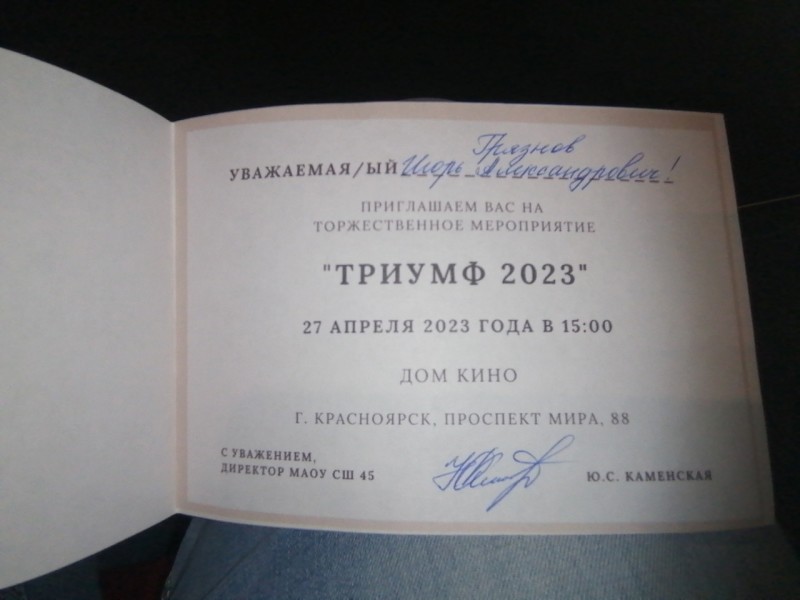 Грязнов
УВАЖАЕМАЯ/ЫЙ Игорь Александрович!
ПРИГЛАШАЕМ ВАС НА
ТОРЖЕСТВЕННОЕ МЕРОПРИЯТИЕ
"ТРИУМФ 2023"
27 АПРЕЛЯ 2023 ГОДА В 15:00
ДОМ КИНО
Г. КРАСНОЯРСК, ПРОСПЕКТ МИРА, 88
С УВАЖЕНИЕМ,
ДИРЕКТОР МАОУ СШ 45
Ю.С. КАМЕНСКАЯ